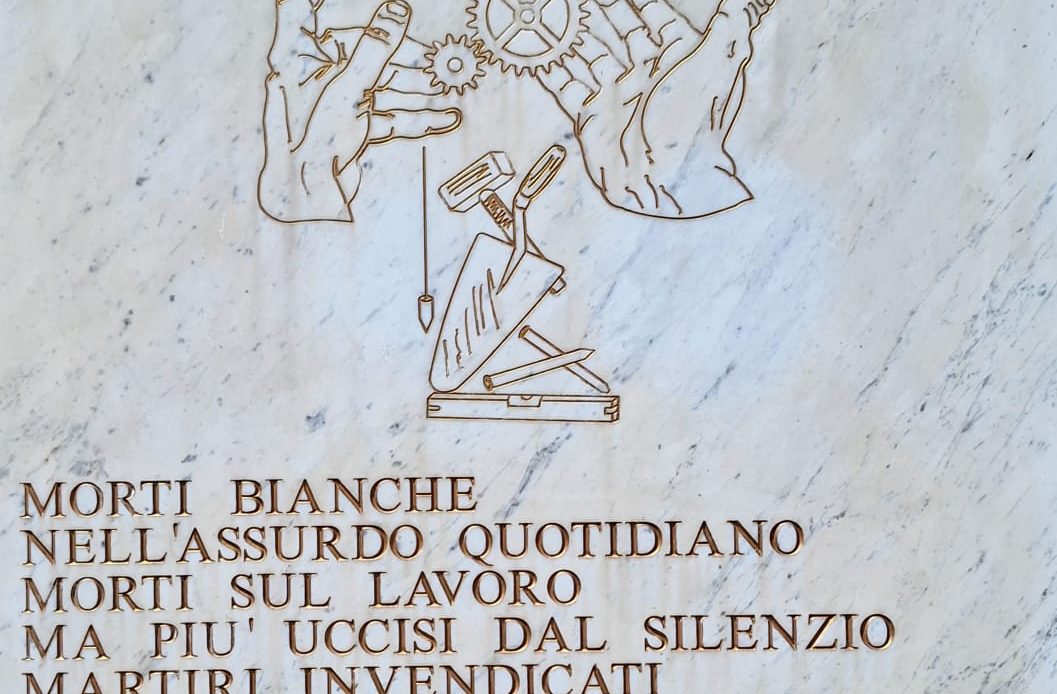 MORTI BIANCHE
NELL'ASSURDO QUOTIDIANO
MORTI SUL LAVORO
MA PIU' UCCISI DAL SILENZIO
MARTIRI INVENDICATI